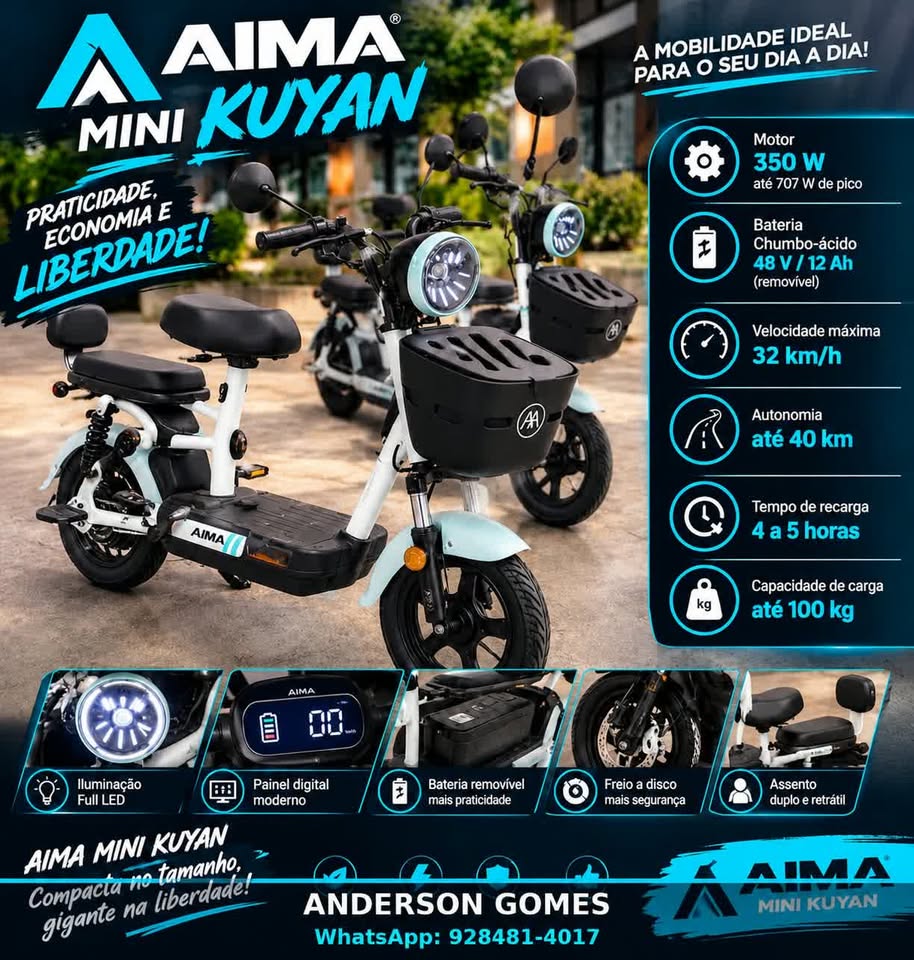 AIMA®
MINI KUYAN
A MOBILIDADE IDEAL
PARA O SEU DIA A DIA!
PRATICIDADE,
ECONOMIA E
LIBERDADE!
Motor
350 W
até 707 W de pico
Bateria
Chumbo-ácido
48 V / 12 Ah
(removível)
Velocidade máxima
32 km/h
Autonomia
até 40 km
Tempo de recarga
4 a 5 horas
kg
Capacidade de carga
até 100 kg
AIMA
AIMA
00
km/h
Iluminação
Full LED
Painel digital
moderno
Bateria removível
mais praticidade
Freio a disco
mais segurança
Assento
duplo e retrátil
AIMA MINI KUYAN
Compacta no tamanho,
gigante na liberdade!
AIMA
MINI KUYAN
ANDERSON GOMES
WhatsApp: 928481-4017